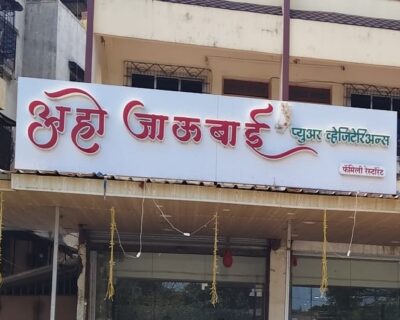 अहो जाऊबाई
प्युअर व्हेजिटेरिअन्स
फॅमिली रेस्टॉरंट